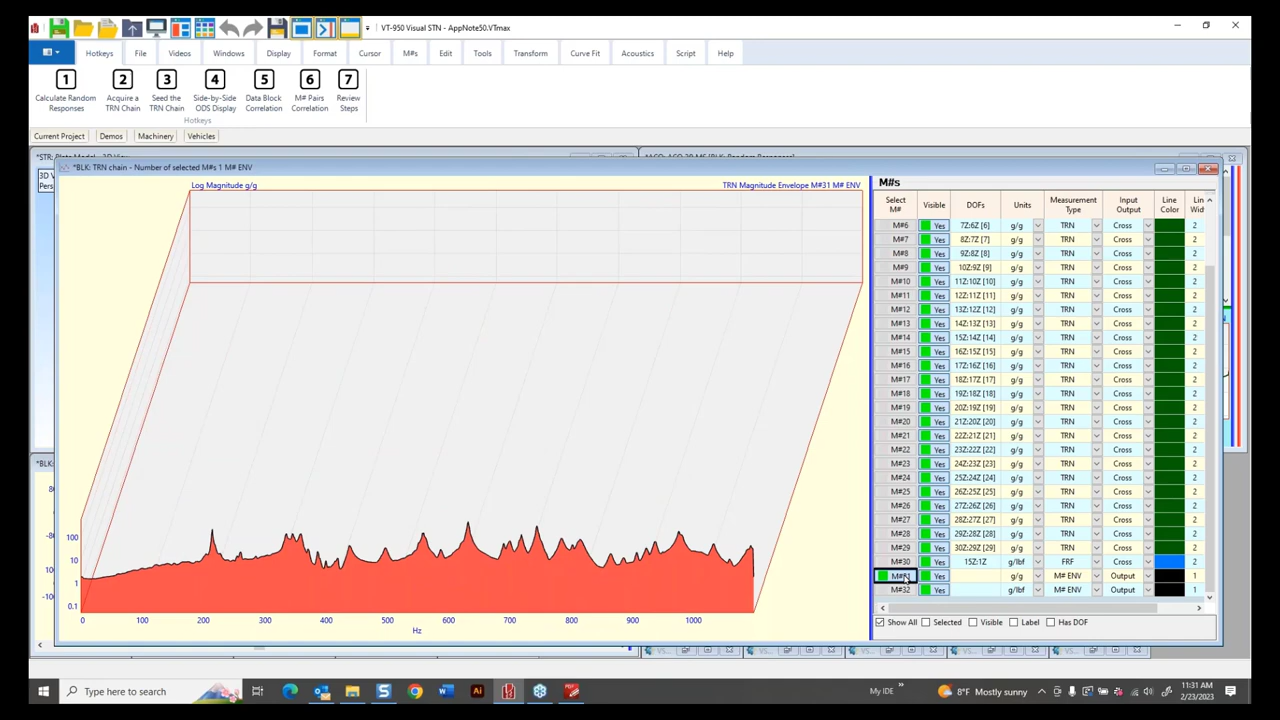 VT-950 Visual STN - AppNote50.VTmax
Hotkeys File Videos Windows Display Format Cursor M#s Edit Tools Transform Curve Fit Acoustics Script Help
1 2 3 4 5 6 7
Calculate Random Responses
Acquire a TRN Chain
Seed the TRN Chain
Side-by-Side ODS Display
Data Block Correlation
M# Pairs Correlation
Review Steps
Hotkeys
Current Project Demos Machinery Vehicles
*BLK: TRN chain - Number of selected M#s 1 M# ENV
Log Magnitude g/g
TRN Magnitude Envelope M#31 M# ENV
100
10
1
0.1
0 100 200 300 400 500 600 700 800 900 1000
Hz
M#s
Select M# Visible DOFs Units Measurement Type Input Output Line Color
M#6 Yes 7Z:6Z [6] g/g TRN Cross 2
M#7 Yes 8Z:7Z [7] g/g TRN Cross 2
M#8 Yes 9Z:8Z [8] g/g TRN Cross 2
M#9 Yes 10Z:9Z [9] g/g TRN Cross 2
M#10 Yes 11Z:10Z [10] g/g TRN Cross 2
M#11 Yes 12Z:11Z [11] g/g TRN Cross 2
M#12 Yes 13Z:12Z [12] g/g TRN Cross 2
M#13 Yes 14Z:13Z [13] g/g TRN Cross 2
M#14 Yes 15Z:14Z [14] g/g TRN Cross 2
M#15 Yes 16Z:15Z [15] g/g TRN Cross 2
M#16 Yes 17Z:16Z [16] g/g TRN Cross 2
M#17 Yes 18Z:17Z [17] g/g TRN Cross 2
M#18 Yes 19Z:18Z [18] g/g TRN Cross 2
M#19 Yes 20Z:19Z [19] g/g TRN Cross 2
M#20 Yes 21Z:20Z [20] g/g TRN Cross 2
M#21 Yes 22Z:21Z [21] g/g TRN Cross 2
M#22 Yes 23Z:22Z [22] g/g TRN Cross 2
M#23 Yes 24Z:23Z [23] g/g TRN Cross 2
M#24 Yes 25Z:24Z [24] g/g TRN Cross 2
M#25 Yes 26Z:25Z [25] g/g TRN Cross 2
M#26 Yes 27Z:26Z [26] g/g TRN Cross 2
M#27 Yes 28Z:27Z [27] g/g TRN Cross 2
M#28 Yes 29Z:28Z [28] g/g TRN Cross 2
M#29 Yes 30Z:29Z [29] g/g TRN Cross 2
M#30 Yes 15Z:1Z g/lbf FRF Cross 2
M#31 Yes g/g M# ENV Output 1
M#32 Yes g/lbf M# ENV Output 1
Show All Selected Visible Label Has DOF
Type here to search
My IDE
8°F Mostly sunny
11:31 AM
2/23/2023